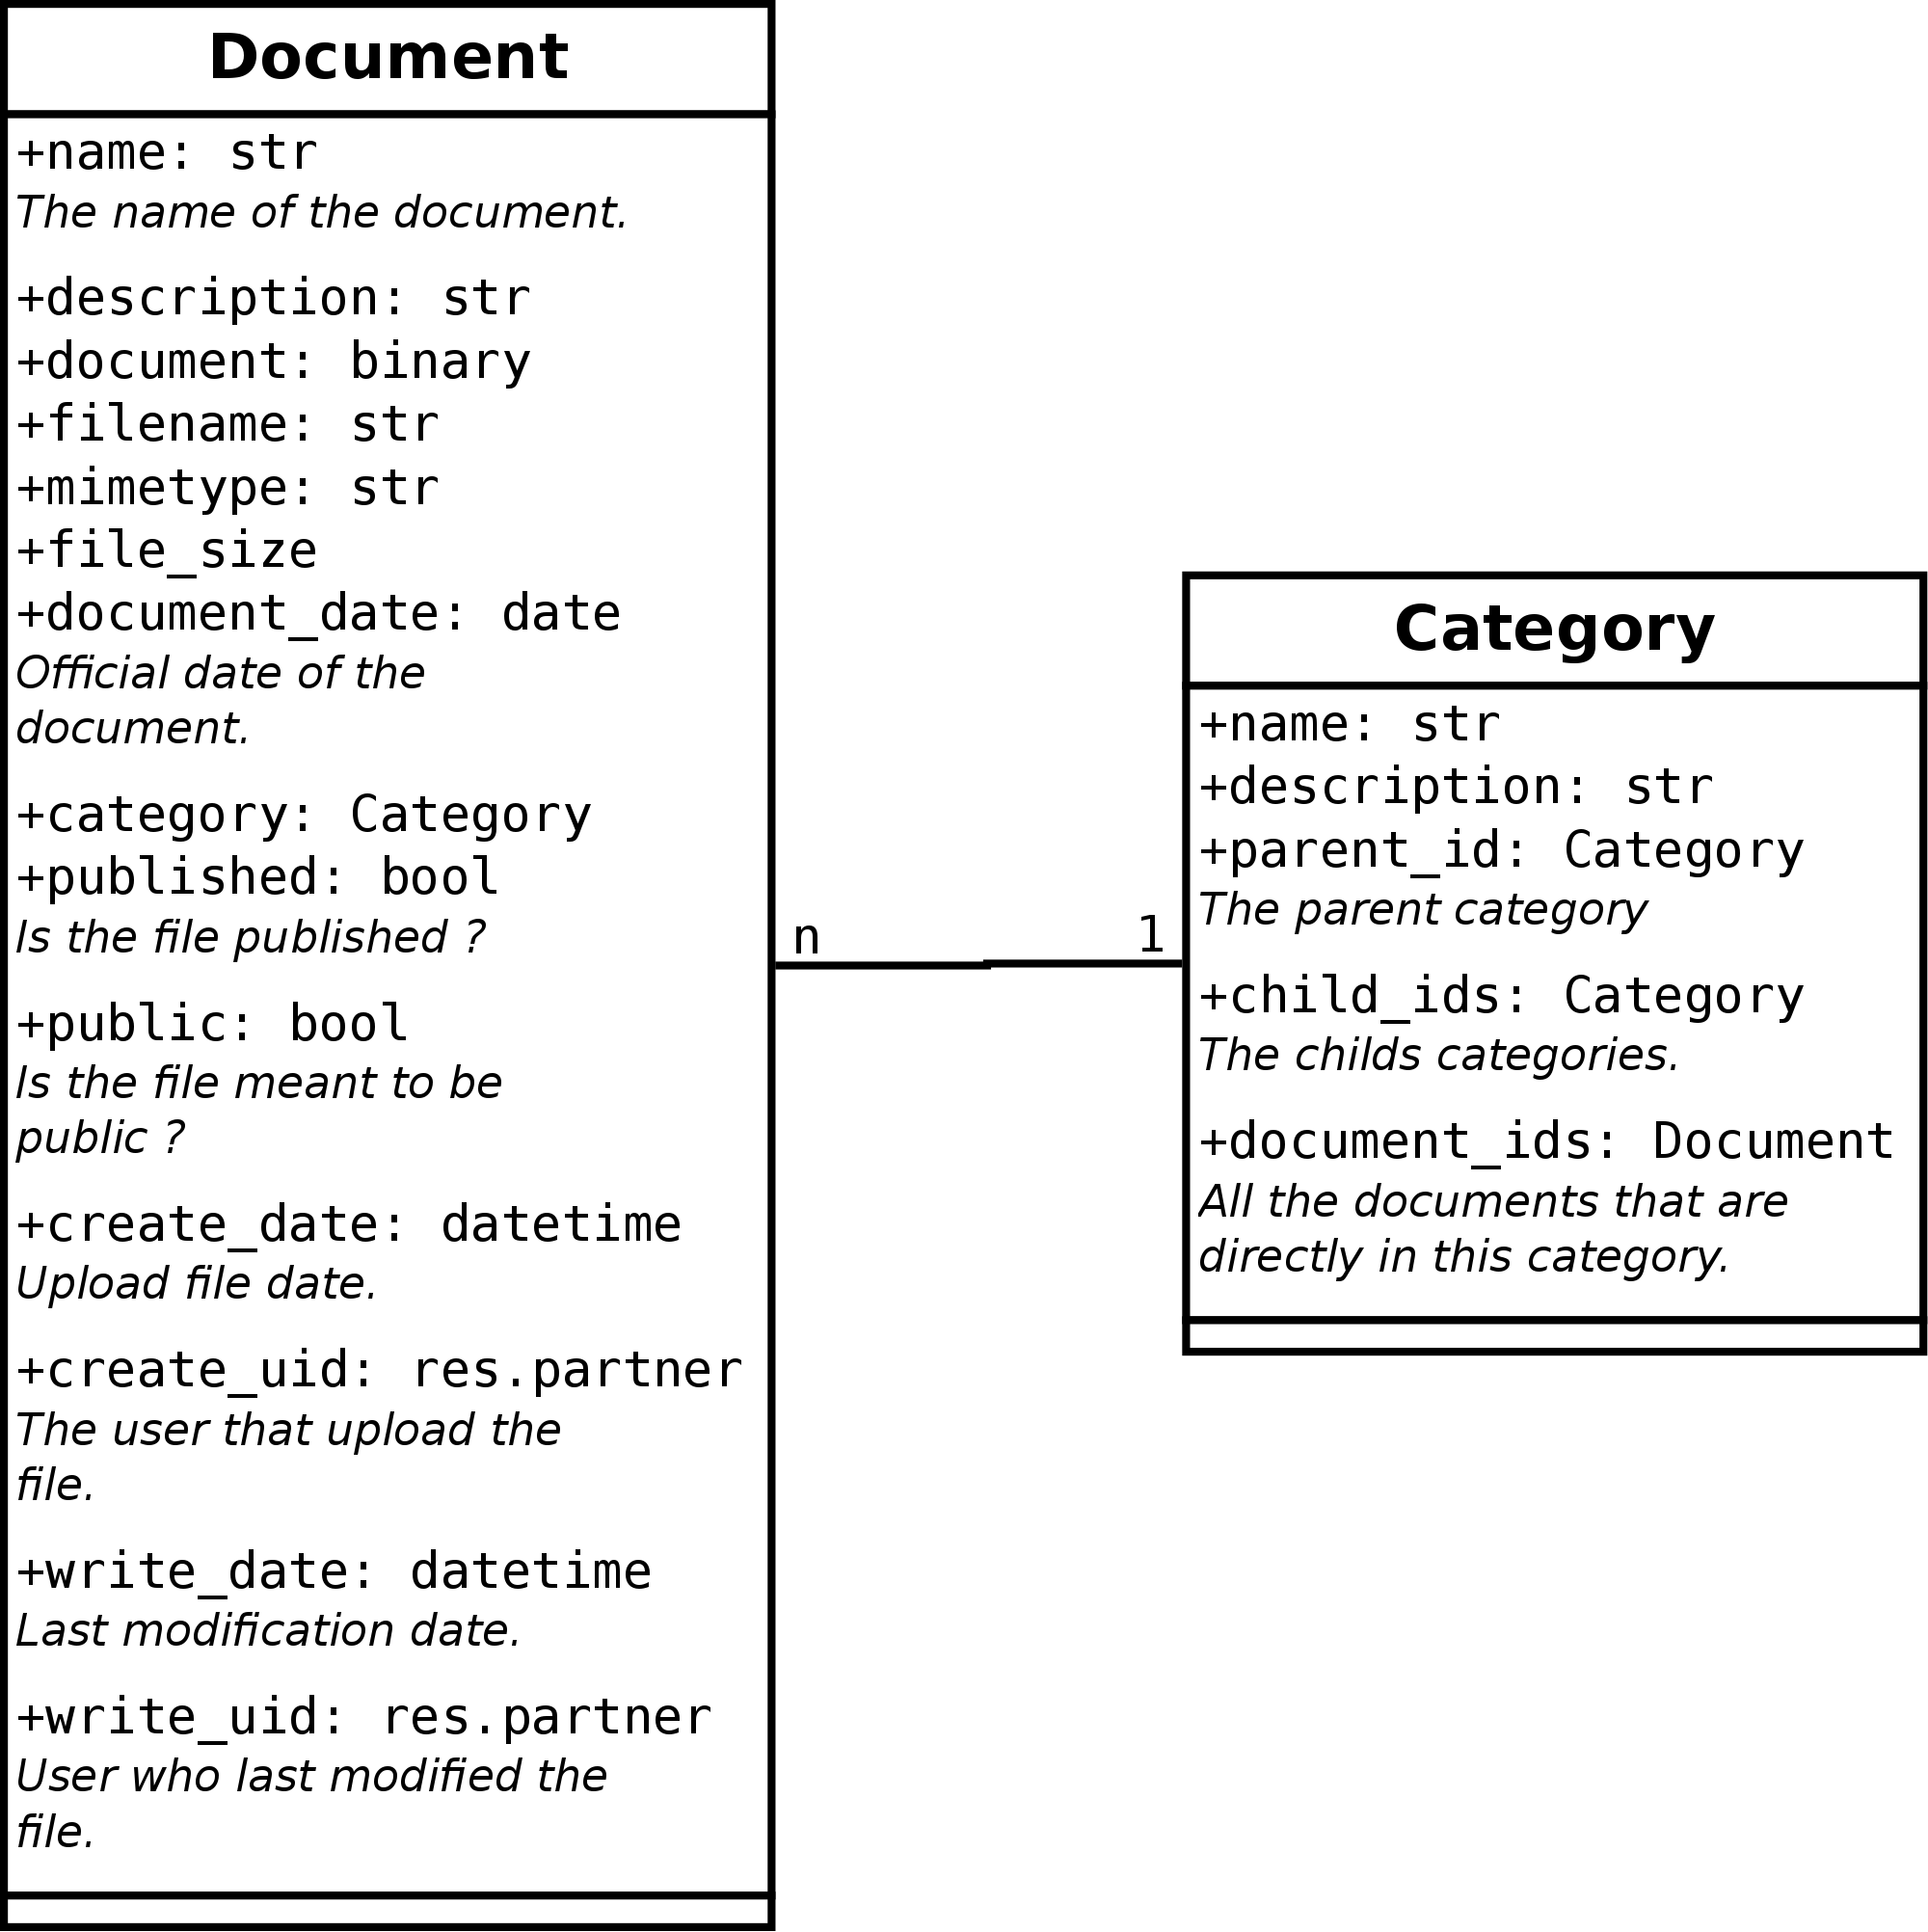 Document
+name: str
The name of the document.
+description: str
+document: binary
+filename: str
+mimetype: str
+file_size
+document_date: date
Official date of the
document.
+category: Category
+published: bool
Is the file published ?
+public: bool
Is the file meant to be
public ?
+create_date: datetime
Upload file date.
+create_uid: res.partner
The user that upload the
file.
+write_date: datetime
Last modification date.
+write_uid: res.partner
User who last modified the
file.
n
1
Category
+name: str
+description: str
+parent_id: Category
The parent category
+child_ids: Category
The childs categories.
+document_ids: Document
All the documents that are
directly in this category.